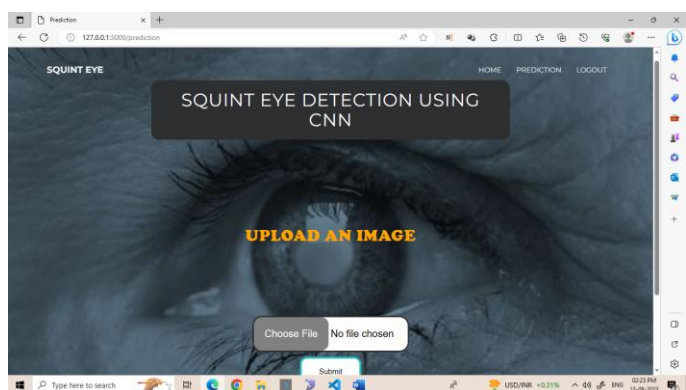 Prediction
127.0.0.1:5000/prediction
SQUINT EYE
HOME PREDICTION LOGOUT
SQUINT EYE DETECTION USING
CNN
UPLOAD AN IMAGE
Choose File No file chosen
Submit
Type here to search
USD/INR +0.31%
ENG
02:23 PM